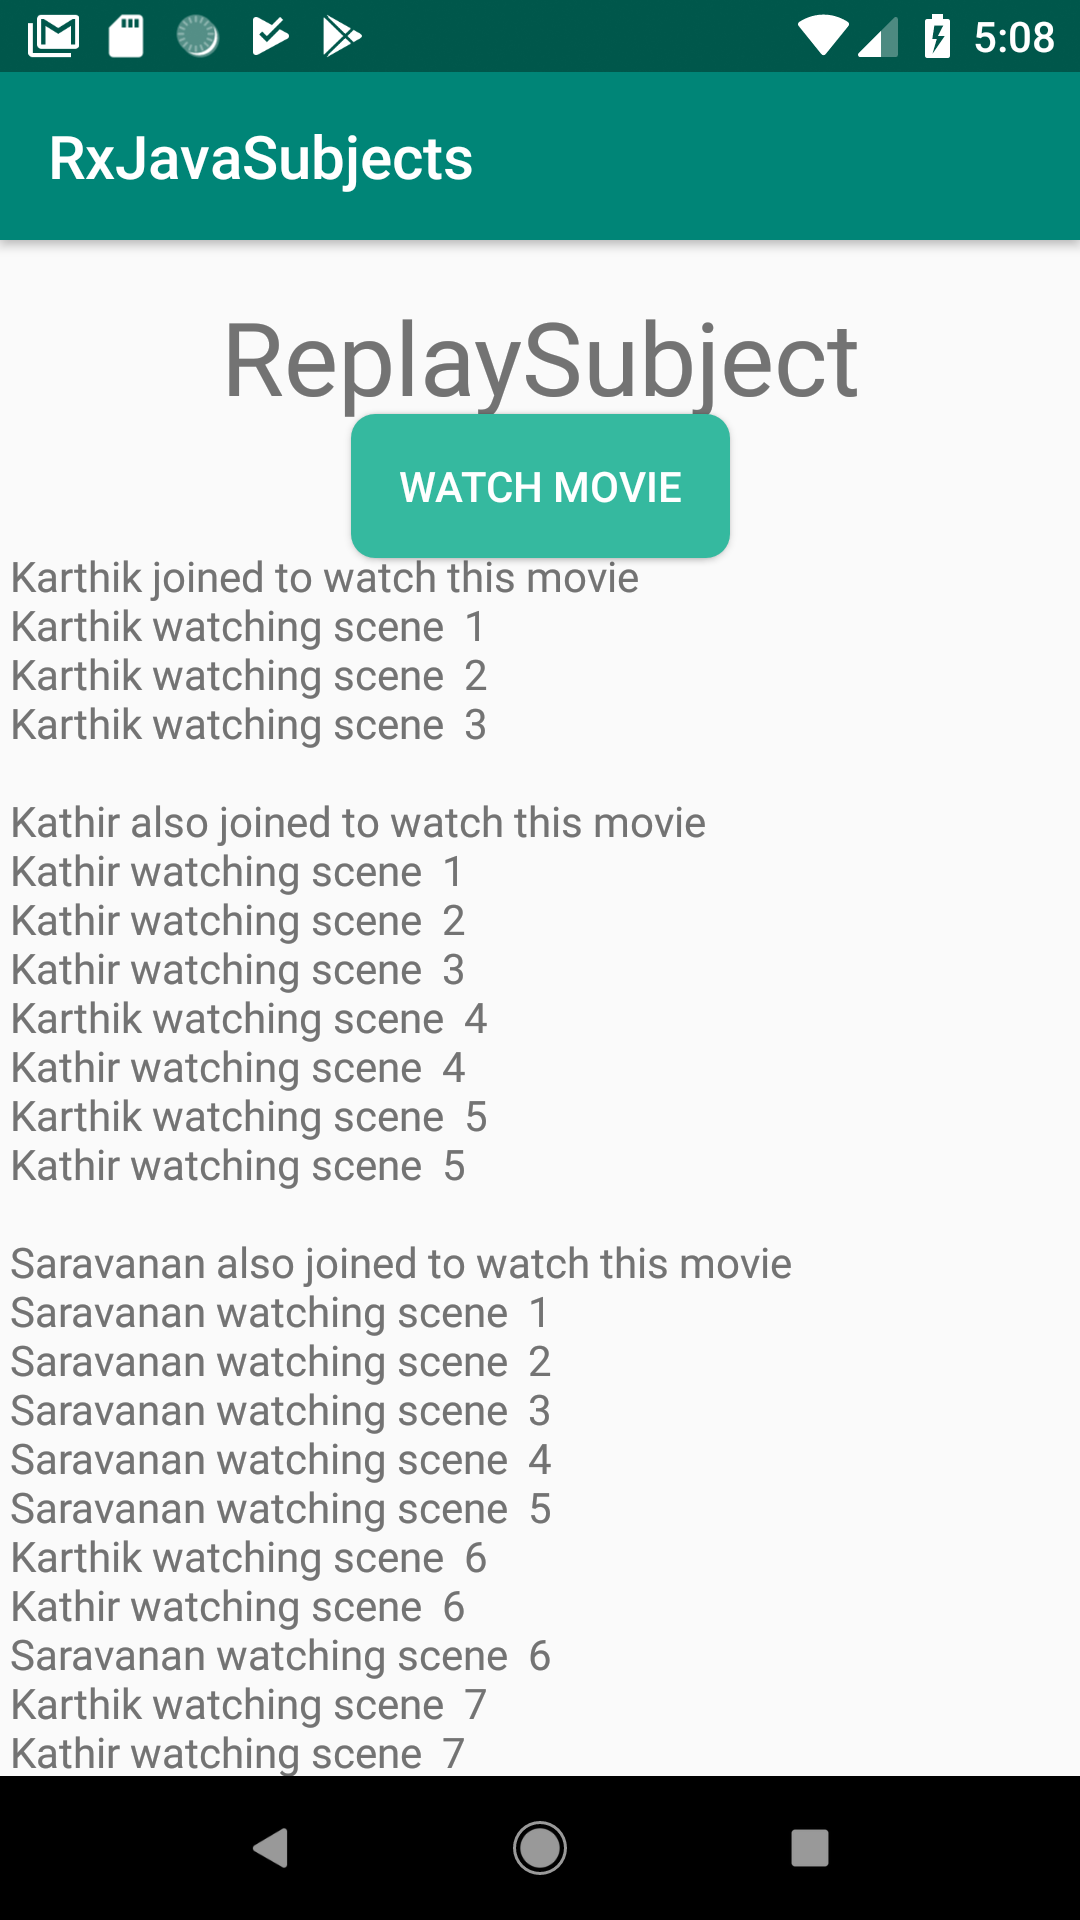 5:08
RxJavaSubjects
ReplaySubject
WATCH MOVIE
Karthik joined to watch this movie
Karthik watching scene  1
Karthik watching scene  2
Karthik watching scene  3
Kathir also joined to watch this movie
Kathir watching scene  1
Kathir watching scene  2
Kathir watching scene  3
Karthik watching scene  4
Kathir watching scene  4
Karthik watching scene  5
Kathir watching scene  5
Saravanan also joined to watch this movie
Saravanan watching scene  1
Saravanan watching scene  2
Saravanan watching scene  3
Saravanan watching scene  4
Saravanan watching scene  5
Karthik watching scene  6
Kathir watching scene  6
Saravanan watching scene  6
Karthik watching scene  7
Kathir watching scene  7